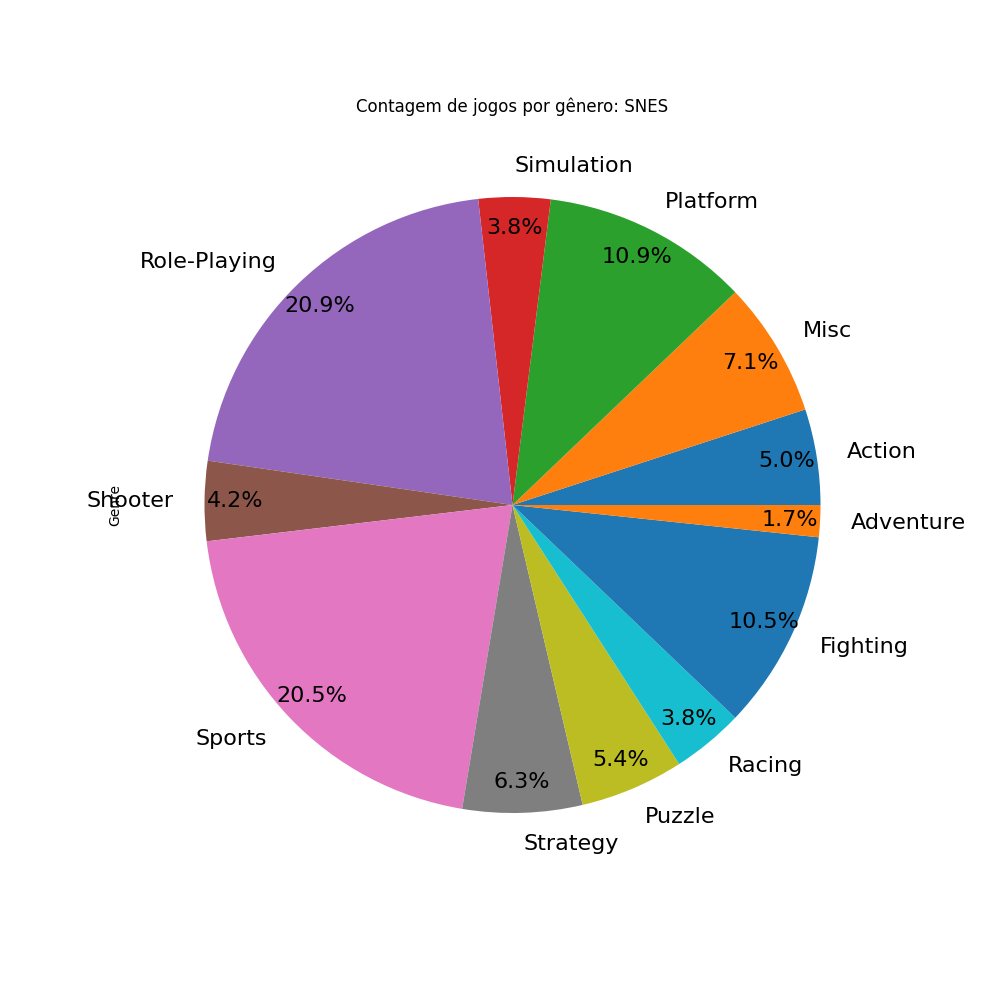 Contagem de jogos por gênero: SNES
Simulation
3.8%
Platform
10.9%
Misc
7.1%
Action
5.0%
Adventure
1.7%
Fighting
10.5%
Racing
3.8%
Puzzle
5.4%
Strategy
6.3%
Sports
20.5%
Shooter
4.2%
Genre
Role-Playing
20.9%